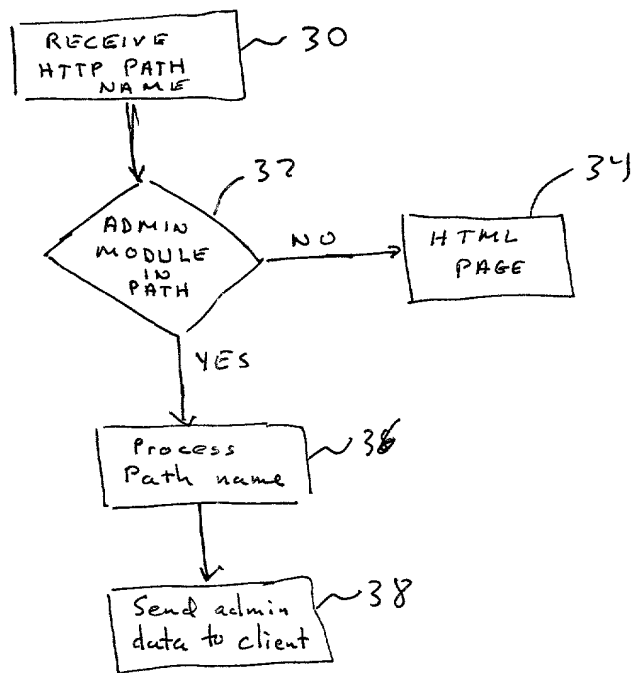 RECEIVE
HTTP PATH
NAME
30
32
ADMIN
MODULE
IN
PATH
NO
34
HTML
PAGE
YES
Process
Path name
36
Send admin
data to client
38